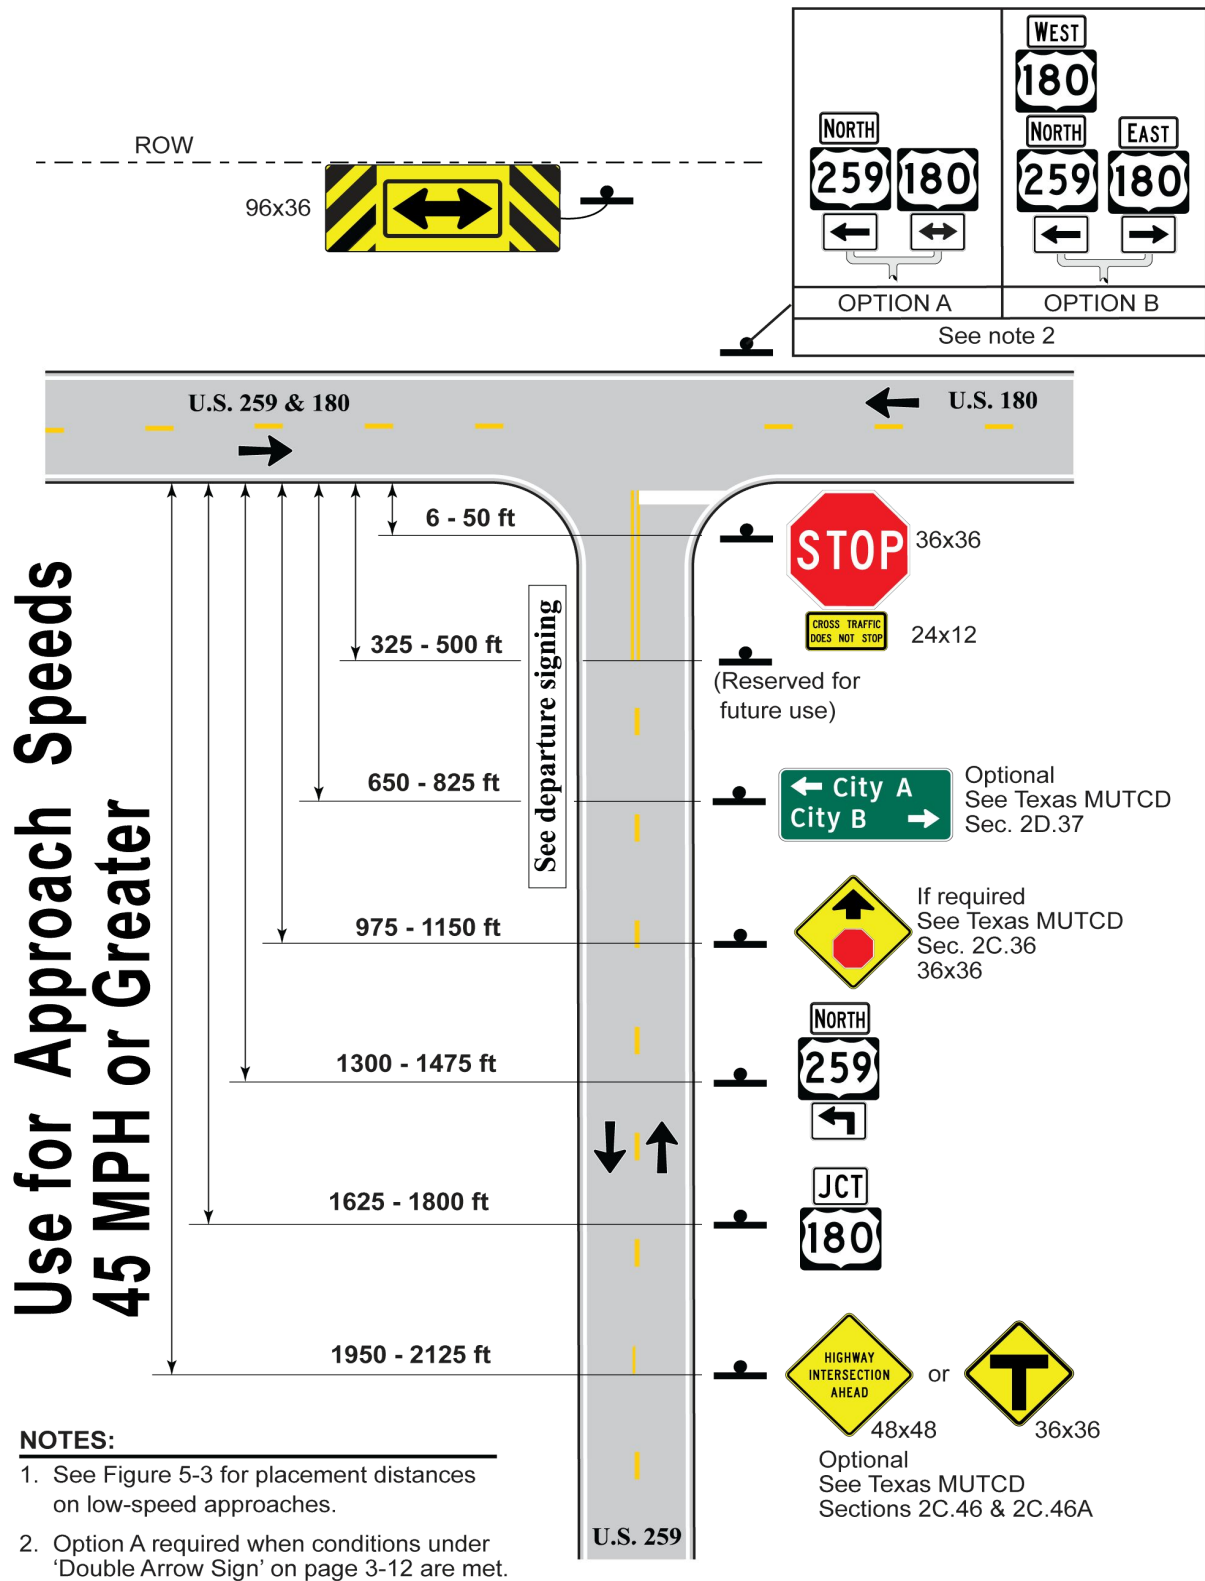 ROW
96x36
NORTH
259
180
OPTION A
WEST
180
NORTH
259
EAST
180
OPTION B
See note 2
U.S. 259 & 180
U.S. 180
6 - 50 ft
STOP
36x36
CROSS TRAFFIC
DOES NOT STOP
24x12
325 - 500 ft
(Reserved for
future use)
See departure signing
650 - 825 ft
City A
City B
Optional
See Texas MUTCD
Sec. 2D.37
975 - 1150 ft
If required
See Texas MUTCD
Sec. 2C.36
36x36
1300 - 1475 ft
NORTH
259
1625 - 1800 ft
JCT
180
1950 - 2125 ft
HIGHWAY
INTERSECTION
AHEAD
48x48
or
36x36
Optional
See Texas MUTCD
Sections 2C.46 & 2C.46A
U.S. 259
Use for Approach Speeds
45 MPH or Greater
NOTES:
1. See Figure 5-3 for placement distances
on low-speed approaches.
2. Option A required when conditions under
‘Double Arrow Sign’ on page 3-12 are met.